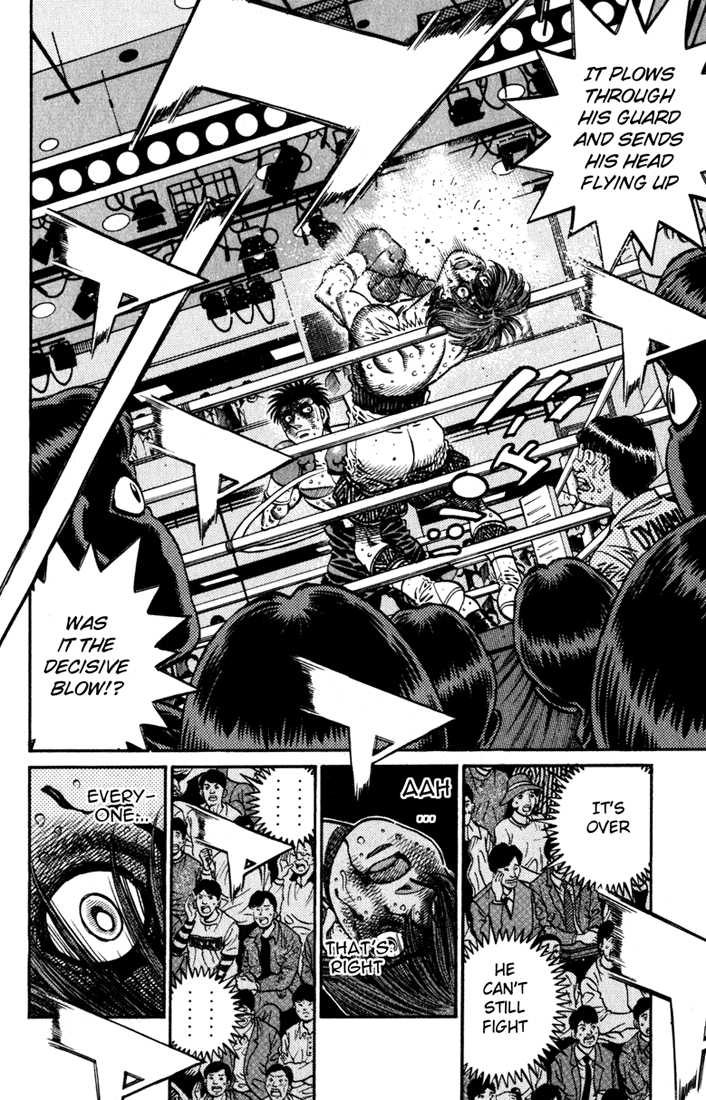 IT PLOWS
THROUGH
HIS GUARD
AND SENDS
HIS HEAD
FLYING UP
WAS
IT THE
DECISIVE
BLOW!?
IT'S
OVER
HE
CAN'T
STILL
FIGHT
AAH
...
THAT'S
RIGHT
EVERY-
ONE...